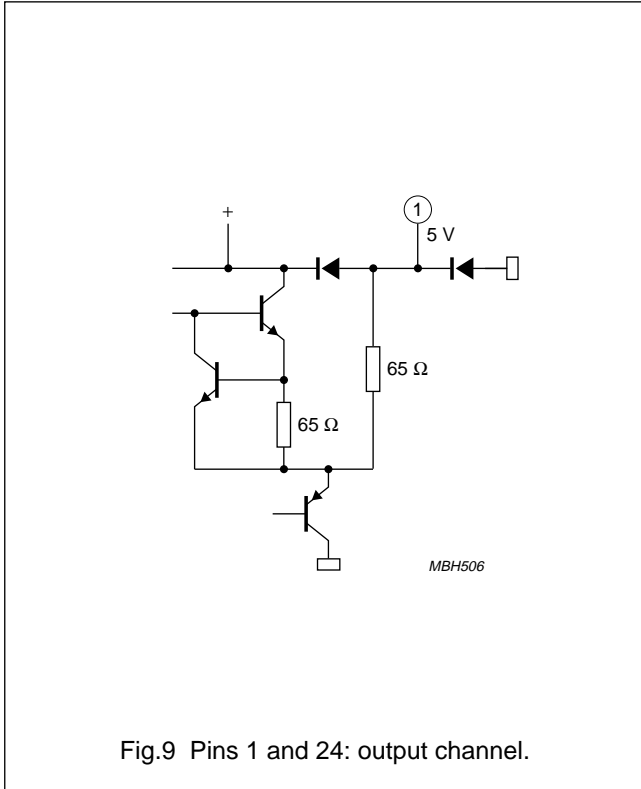 +
1
5 V
65 Ω
65 Ω
MBH506
Fig.9 Pins 1 and 24: output channel.